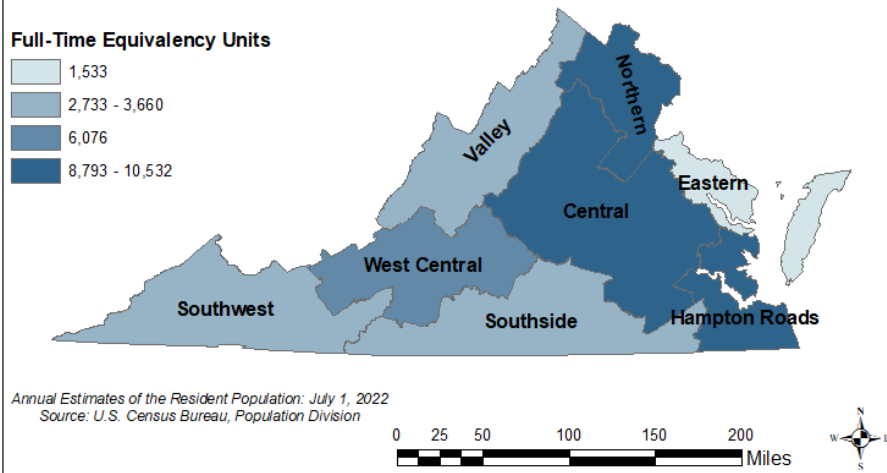 Full-Time Equivalency Units
1,533
2,733 - 3,660
6,076
8,793 - 10,532
Northern
Valley
Eastern
Central
West Central
Southwest
Southside
Hampton Roads
Annual Estimates of the Resident Population: July 1, 2022
Source: U.S. Census Bureau, Population Division
0 25 50 100 150 200
Miles
N
W E
S